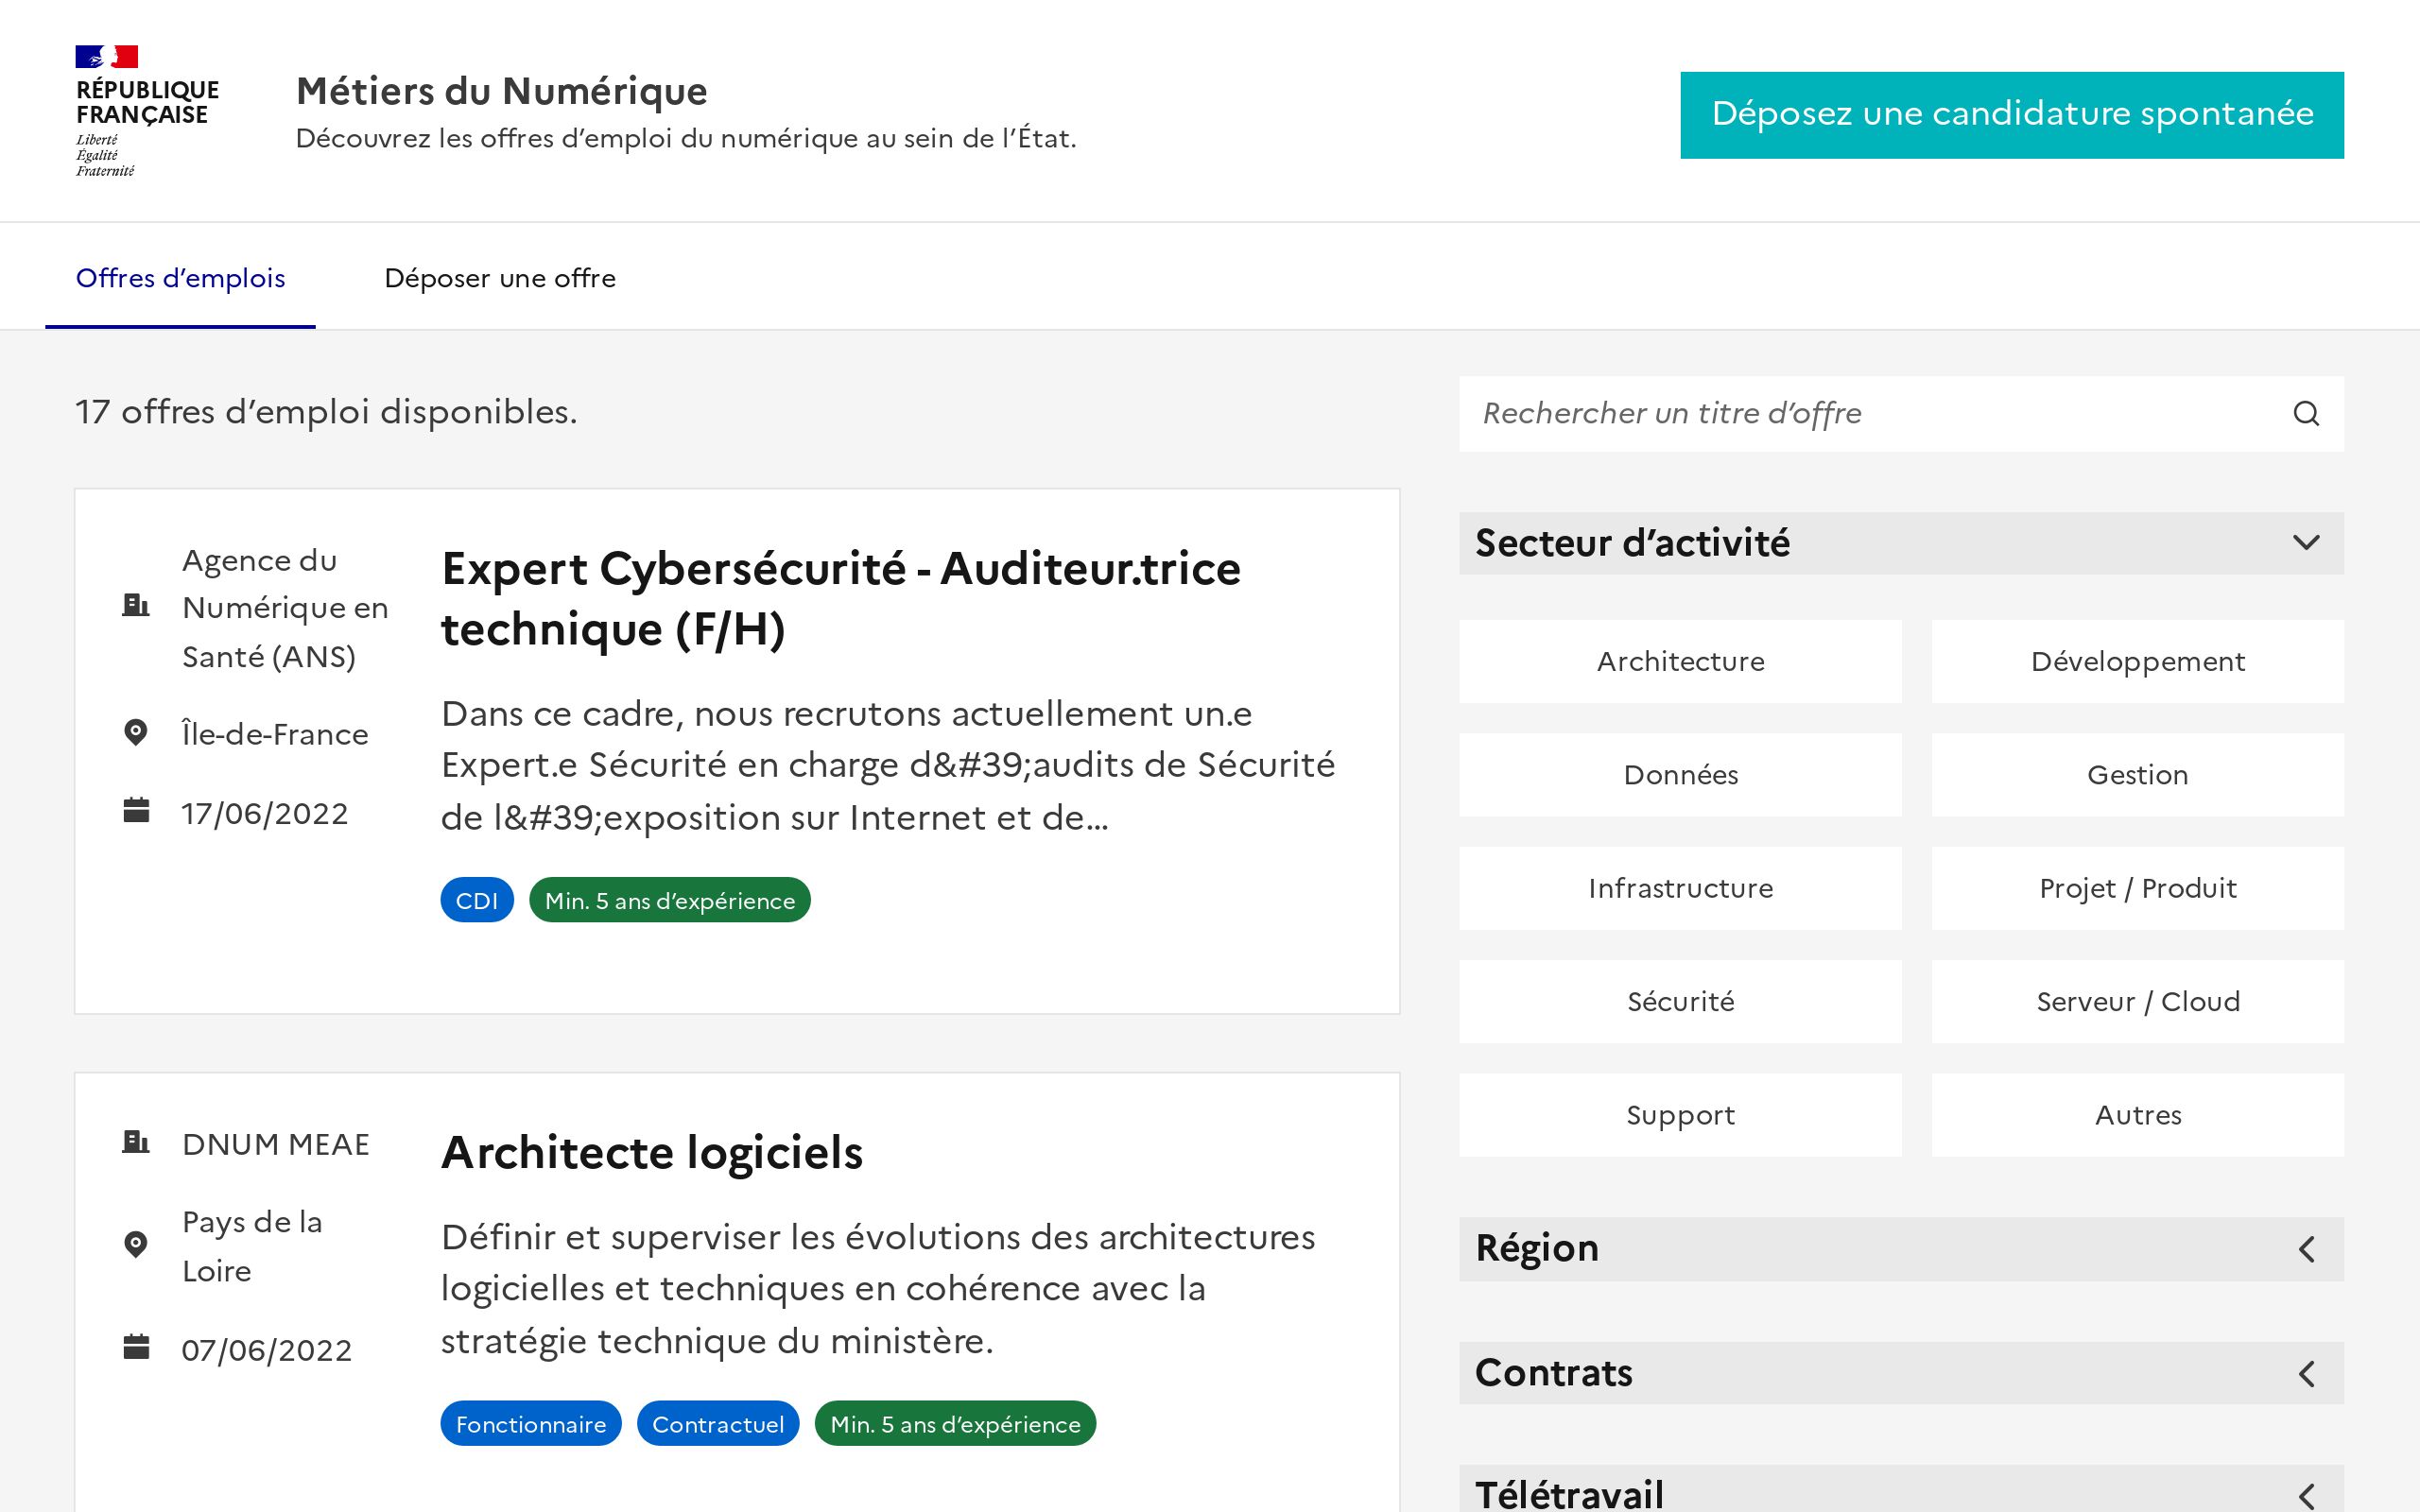 RÉPUBLIQUE
FRANÇAISE
Liberté
Égalité
Fraternité
Métiers du Numérique
Découvrez les offres d’emploi du numérique au sein de l’État.
Déposez une candidature spontanée
Offres d’emplois
Déposer une offre
17 offres d’emploi disponibles.
Agence du
Numérique en
Santé (ANS)
Île-de-France
17/06/2022
Expert Cybersécurité - Auditeur.trice
technique (F/H)
Dans ce cadre, nous recrutons actuellement un.e
Expert.e Sécurité en charge d&#39;audits de Sécurité
de l&#39;exposition sur Internet et de…
CDI
Min. 5 ans d’expérience
DNUM MEAE
Pays de la
Loire
07/06/2022
Architecte logiciels
Définir et superviser les évolutions des architectures
logicielles et techniques en cohérence avec la
stratégie technique du ministère.
Fonctionnaire
Contractuel
Min. 5 ans d’expérience
Rechercher un titre d’offre
Secteur d’activité
Architecture
Développement
Données
Gestion
Infrastructure
Projet / Produit
Sécurité
Serveur / Cloud
Support
Autres
Région
Contrats
Télétravail